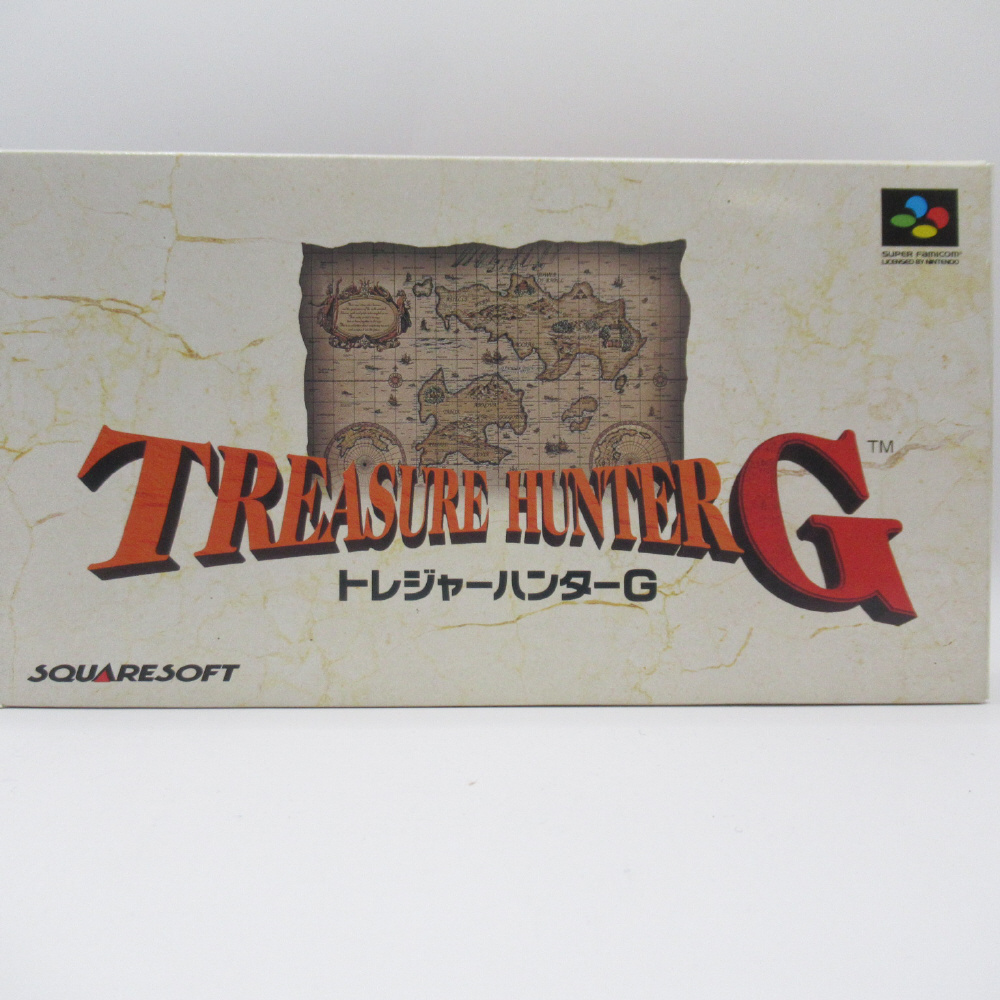 SUPER FAMICOM
LICENSED BY NINTENDO
TREASURE HUNTER G ™
トレジャーハンターG
SQUARESOFT